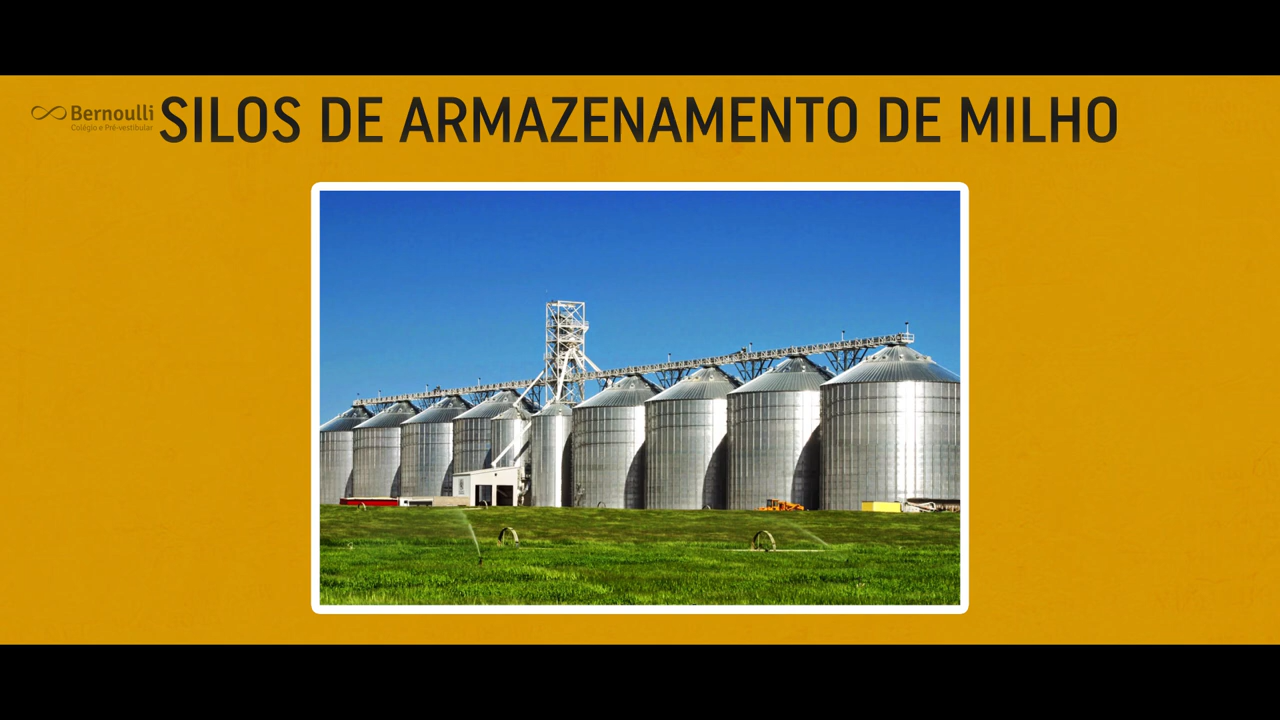 Bernoulli
Colégio e Pré-vestibular
SILOS DE ARMAZENAMENTO DE MILHO